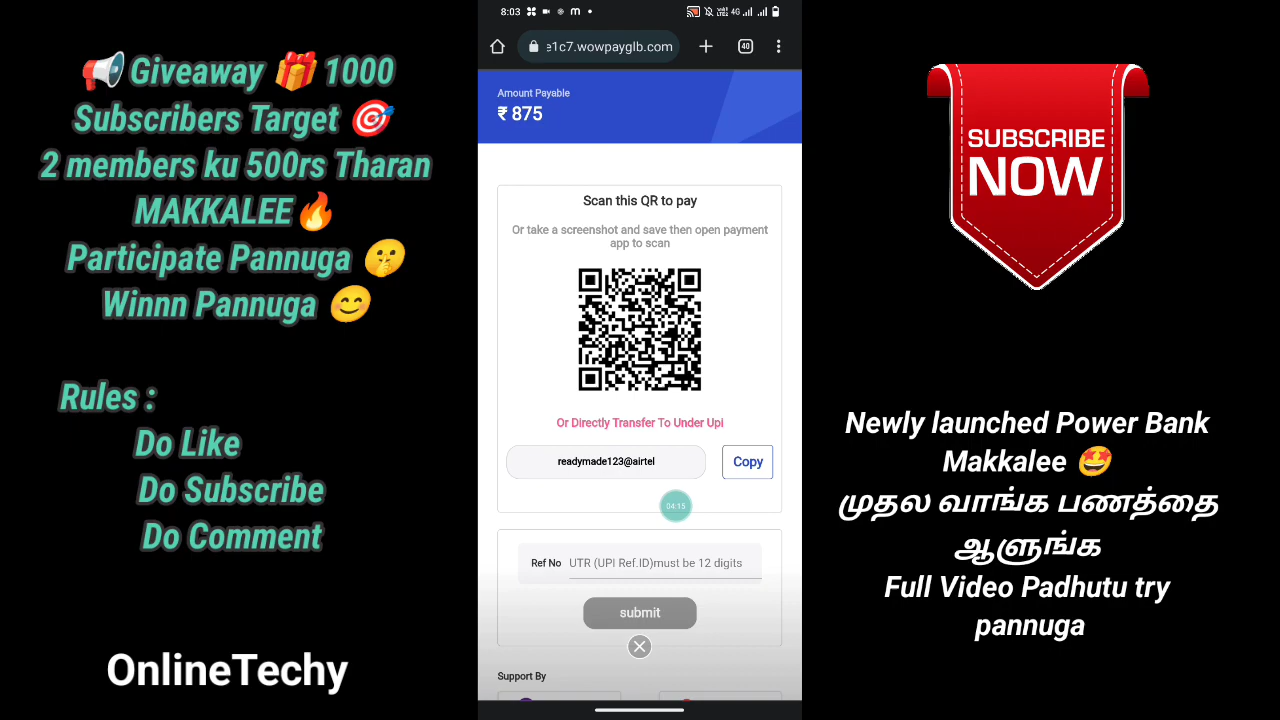 📢 Giveaway 🎁 1000
Subscribers Target 🎯
2 members ku 500rs Tharan
MAKKALEE🔥
Participate Pannuga 🤫
Winnn Pannuga 😊
Rules :
Do Like
Do Subscribe
Do Comment
OnlineTechy
8:03
4G
e1c7.wowpayglb.com
40
Amount Payable
₹ 875
Scan this QR to pay
Or take a screenshot and save then open payment
app to scan
Or Directly Transfer To Under Upi
readymade123@airtel
Copy
04:15
Ref No UTR (UPI Ref.ID)must be 12 digits
submit
Support By
SUBSCRIBE
NOW
Newly launched Power Bank
Makkalee 🤩
முதல வாங்க பணத்தை
ஆளுங்க
Full Video Padhutu try
pannuga